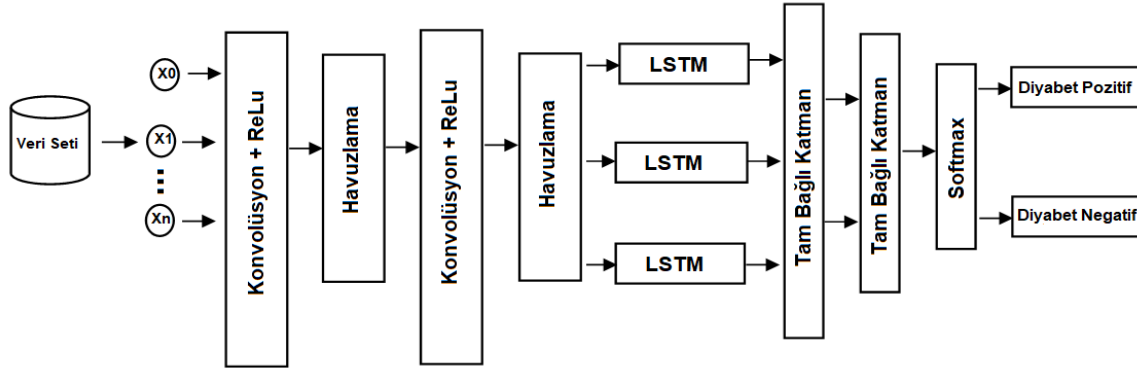 Veri Seti
X0
X1
...
Xn
Konvolüsyon + ReLu
Havuzlama
Konvolüsyon + ReLu
Havuzlama
LSTM
LSTM
LSTM
Tam Bağlı Katman
Tam Bağlı Katman
Softmax
Diyabet Pozitif
Diyabet Negatif